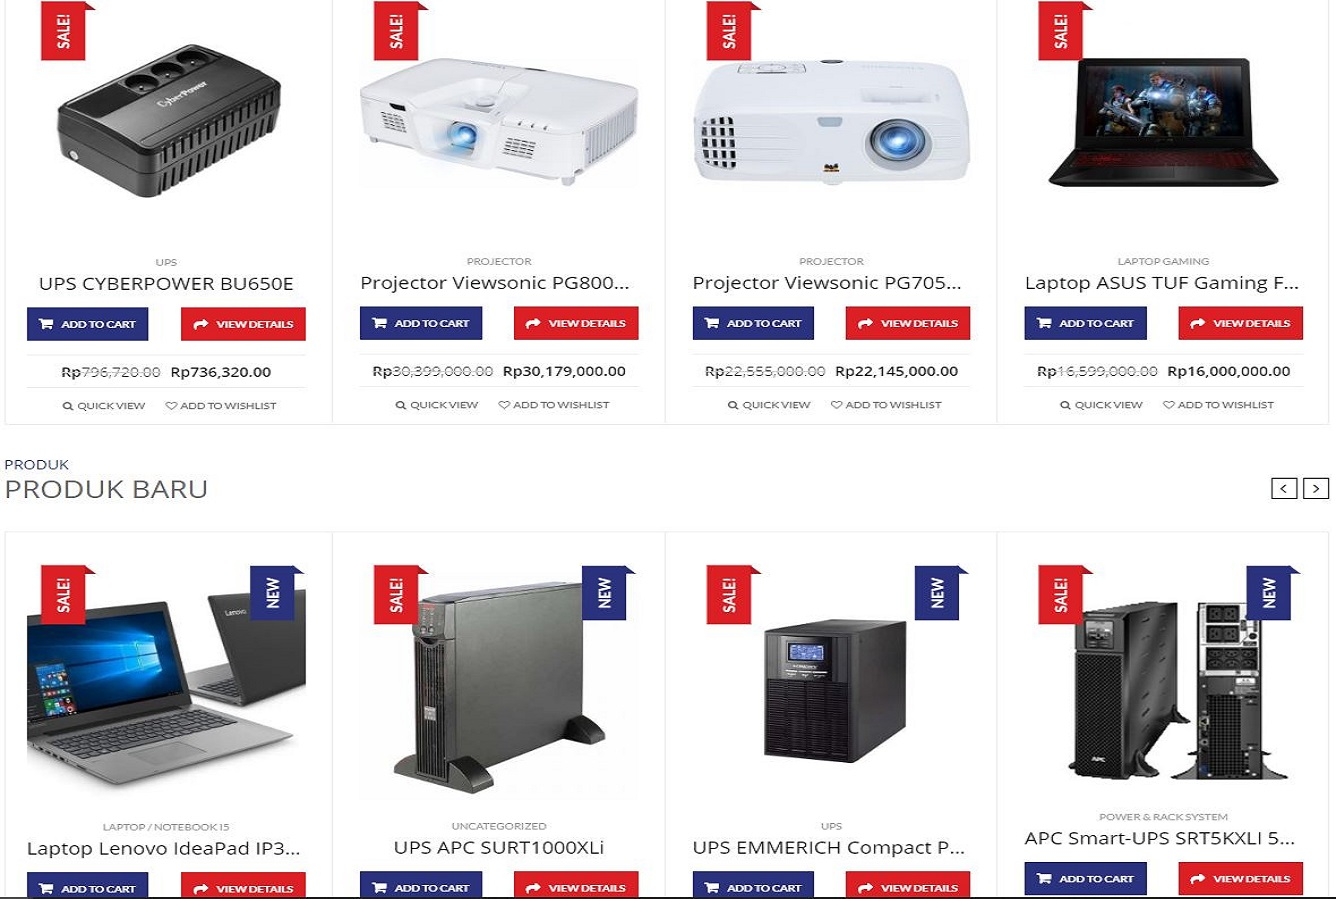 SALE!
SALE!
SALE!
SALE!
CyberPower
UPS
PROJECTOR
PROJECTOR
LAPTOP GAMING
UPS CYBERPOWER BU650E
Projector Viewsonic PG800...
Projector Viewsonic PG705...
Laptop ASUS TUF Gaming F...
ADD TO CART VIEW DETAILS
ADD TO CART VIEW DETAILS
ADD TO CART VIEW DETAILS
ADD TO CART VIEW DETAILS
Rp796,720.00 Rp736,320.00
Rp30,399,000.00 Rp30,179,000.00
Rp22,555,000.00 Rp22,145,000.00
Rp16,599,000.00 Rp16,000,000.00
QUICK VIEW ADD TO WISHLIST
QUICK VIEW ADD TO WISHLIST
QUICK VIEW ADD TO WISHLIST
QUICK VIEW ADD TO WISHLIST
PRODUK
PRODUK BARU
SALE! NEW
SALE! NEW
SALE! NEW
SALE! NEW
Lenovo
APC
LAPTOP / NOTEBOOK I5
UNCATEGORIZED
UPS
POWER & RACK SYSTEM
Laptop Lenovo IdeaPad IP3...
UPS APC SURT1000XLi
UPS EMMERICH Compact P...
APC Smart-UPS SRT5KXLI 5...
ADD TO CART VIEW DETAILS
ADD TO CART VIEW DETAILS
ADD TO CART VIEW DETAILS
ADD TO CART VIEW DETAILS